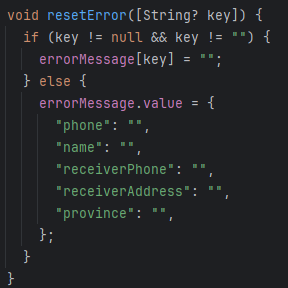 void resetError([String? key]) {
  if (key != null && key != "") {
    errorMessage[key] = "";
  } else {
    errorMessage.value = {
      "phone": "",
      "name": "",
      "receiverPhone": "",
      "receiverAddress": "",
      "province": "",
    };
  }
}